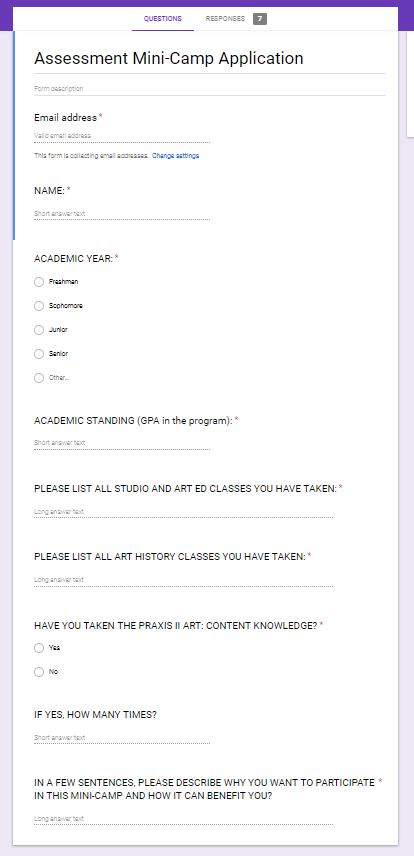 QUESTIONS RESPONSES 7
Assessment Mini-Camp Application
Form description
Email address *
Valid email address
This form is collecting email addresses. Change settings
NAME: *
Short answer text
ACADEMIC YEAR: *
Freshman
Sophomore
Junior
Senior
Other...
ACADEMIC STANDING (GPA in the program): *
Short answer text
PLEASE LIST ALL STUDIO AND ART ED CLASSES YOU HAVE TAKEN: *
Long answer text
PLEASE LIST ALL ART HISTORY CLASSES YOU HAVE TAKEN: *
Long answer text
HAVE YOU TAKEN THE PRAXIS II ART: CONTENT KNOWLEDGE? *
Yes
No
IF YES, HOW MANY TIMES?
Short answer text
IN A FEW SENTENCES, PLEASE DESCRIBE WHY YOU WANT TO PARTICIPATE *
IN THIS MINI-CAMP AND HOW IT CAN BENEFIT YOU?
Long answer text